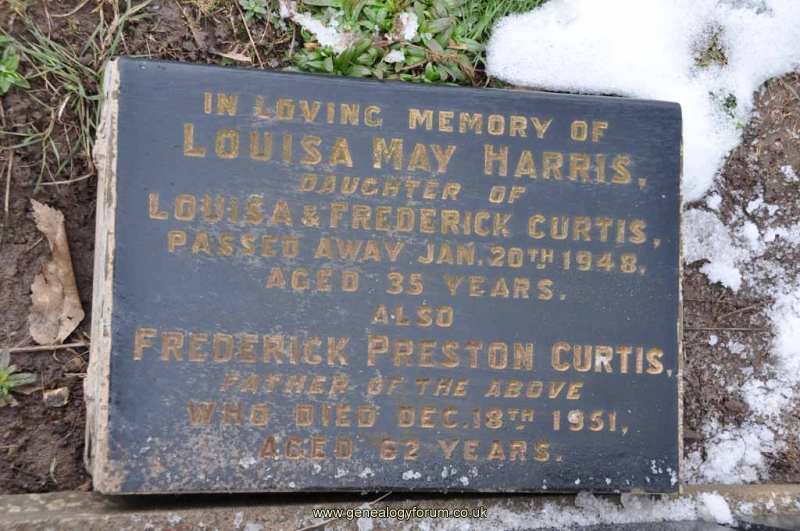 IN LOVING MEMORY OF
LOUISA MAY HARRIS,
DAUGHTER OF
LOUISA & FREDERICK CURTIS,
PASSED AWAY JAN. 20TH 1948,
AGED 35 YEARS.
ALSO
FREDERICK PRESTON CURTIS,
FATHER OF THE ABOVE
WHO DIED DEC. 18TH 1951,
AGED 62 YEARS.
www.genealogyforum.co.uk